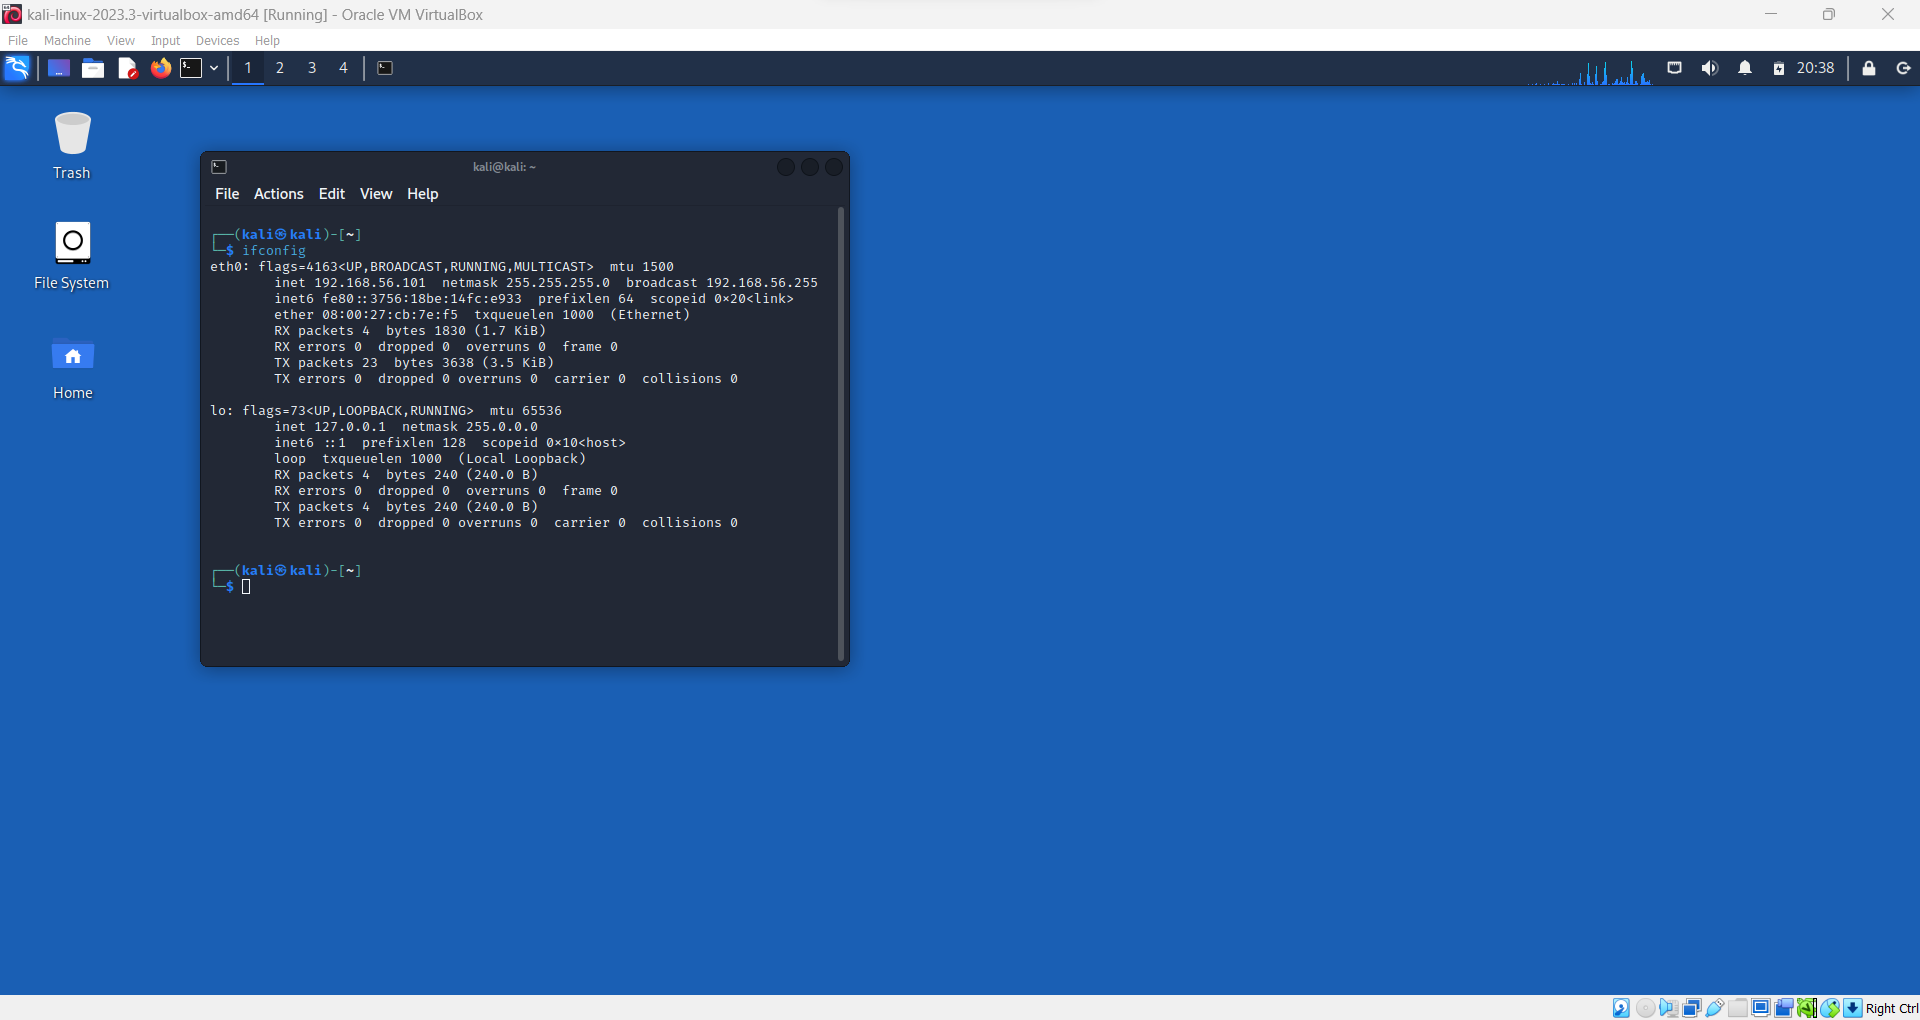 kali-linux-2023.3-virtualbox-amd64 [Running] - Oracle VM VirtualBox
File Machine View Input Devices Help
1 2 3 4 20:38
Trash
File System
Home
kali@kali: ~
File Actions Edit View Help
┌──(kali㉿kali)-[~]
└─$ ifconfig
eth0: flags=4163<UP,BROADCAST,RUNNING,MULTICAST>  mtu 1500
        inet 192.168.56.101  netmask 255.255.255.0  broadcast 192.168.56.255
        inet6 fe80::3756:18be:14fc:e933  prefixlen 64  scopeid 0×20<link>
        ether 08:00:27:cb:7e:f5  txqueuelen 1000  (Ethernet)
        RX packets 4  bytes 1830 (1.7 KiB)
        RX errors 0  dropped 0  overruns 0  frame 0
        TX packets 23  bytes 3638 (3.5 KiB)
        TX errors 0  dropped 0 overruns 0  carrier 0  collisions 0
lo: flags=73<UP,LOOPBACK,RUNNING>  mtu 65536
        inet 127.0.0.1  netmask 255.0.0.0
        inet6 ::1  prefixlen 128  scopeid 0×10<host>
        loop  txqueuelen 1000  (Local Loopback)
        RX packets 4  bytes 240 (240.0 B)
        RX errors 0  dropped 0  overruns 0  frame 0
        TX packets 4  bytes 240 (240.0 B)
        TX errors 0  dropped 0 overruns 0  carrier 0  collisions 0
┌──(kali㉿kali)-[~]
└─$
Right Ctrl